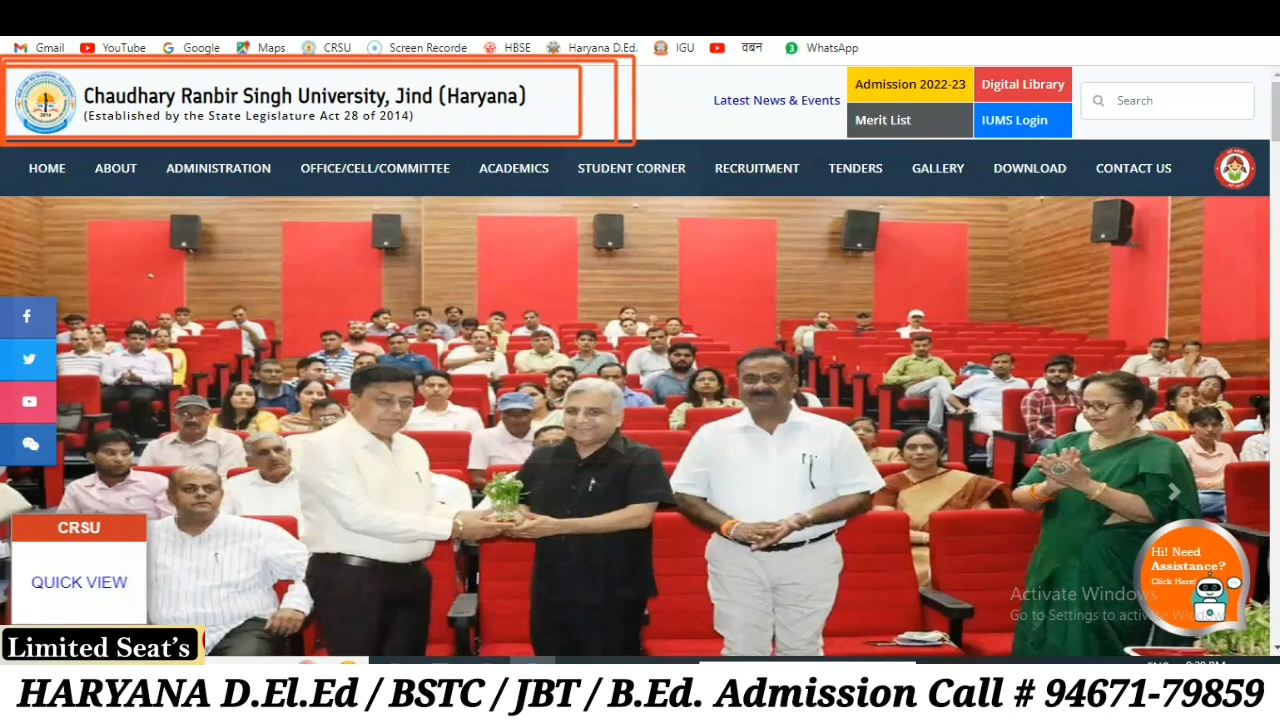 Gmail YouTube Google Maps CRSU Screen Recorde HBSE Haryana D.Ed. IGU वबन WhatsApp
Chaudhary Ranbir Singh University, Jind (Haryana)
(Established by the State Legislature Act 28 of 2014)
2014
Latest News & Events
Admission 2022-23
Digital Library
Merit List
IUMS Login
Search
HOME ABOUT ADMINISTRATION OFFICE/CELL/COMMITTEE ACADEMICS STUDENT CORNER RECRUITMENT TENDERS GALLERY DOWNLOAD CONTACT US
CRSU
QUICK VIEW
Hi! Need
Assistance?
Click Here!
Activate Windows
Go to Settings to activate Windows.
Limited Seat's
HARYANA D.El.Ed / BSTC / JBT / B.Ed. Admission Call # 94671-79859